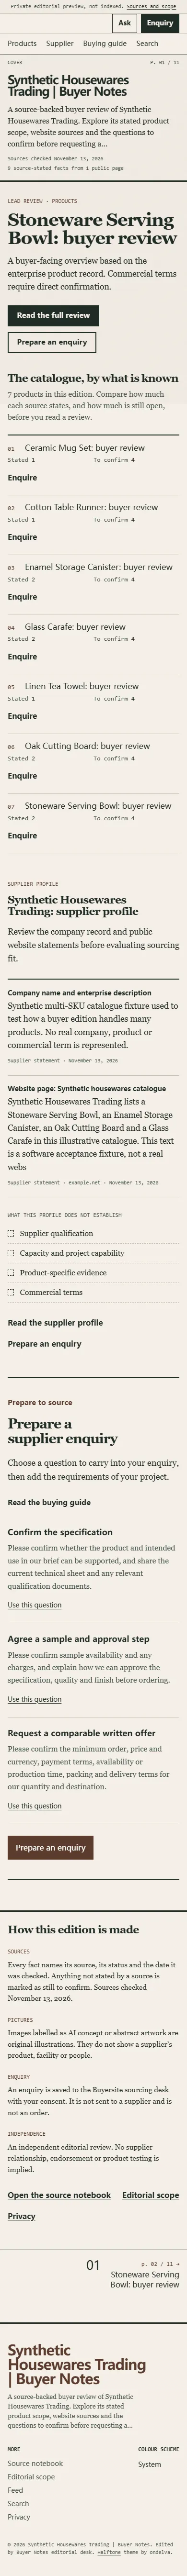 Private editorial preview, not indexed. Sources and scope
Ask
Enquiry
Products Supplier Buying guide Search
COVER
P. 01 / 11
Synthetic Housewares
Trading | Buyer Notes
A source-backed buyer review of Synthetic
Housewares Trading. Explore its stated product
scope, website sources and the questions to
confirm before requesting a…
Sources checked November 13, 2026
9 source-stated facts from 1 public page
LEAD REVIEW · PRODUCTS
Stoneware Serving
Bowl: buyer review
A buyer-facing overview based on the
enterprise product record. Commercial terms
require direct confirmation.
Read the full review
Prepare an enquiry
The catalogue, by what is known
7 products in this edition. Compare how much
each source states, and how much is still open,
before you read a review.
01 Ceramic Mug Set: buyer review
Stated 1 To confirm 4
Enquire
02 Cotton Table Runner: buyer review
Stated 1 To confirm 4
Enquire
03 Enamel Storage Canister: buyer review
Stated 2 To confirm 4
Enquire
04 Glass Carafe: buyer review
Stated 2 To confirm 4
Enquire
05 Linen Tea Towel: buyer review
Stated 1 To confirm 4
Enquire
06 Oak Cutting Board: buyer review
Stated 2 To confirm 4
Enquire
07 Stoneware Serving Bowl: buyer review
Stated 2 To confirm 4
Enquire
SUPPLIER PROFILE
Synthetic Housewares
Trading: supplier profile
Review the company record and public
website statements before evaluating sourcing
fit.
Company name and enterprise description
Synthetic multi-SKU catalogue fixture used to
test how a buyer edition handles many
products. No real company, product or
commercial term is represented.
Supplier statement · November 13, 2026
Website page: Synthetic housewares catalogue
Synthetic Housewares Trading lists a
Stoneware Serving Bowl, an Enamel Storage
Canister, an Oak Cutting Board and a Glass
Carafe in this illustrative catalogue. This text
is a software acceptance fixture, not a real
webs
Supplier statement · example.net · November 13, 2026
WHAT THIS PROFILE DOES NOT ESTABLISH
Supplier qualification
Capacity and project capability
Product-specific evidence
Commercial terms
Read the supplier profile
Prepare an enquiry
Prepare to source
Prepare a
supplier enquiry
Choose a question to carry into your enquiry,
then add the requirements of your project.
Read the buying guide
Confirm the specification
Please confirm whether the product and intended
use in our brief can be supported, and share the
current technical sheet and any relevant
qualification documents.
Use this question
Agree a sample and approval step
Please confirm sample availability and any
charges, and explain how we can approve the
specification, quality and finish before ordering.
Use this question
Request a comparable written offer
Please confirm the minimum order, price and
currency, payment terms, availability or
production time, packing and delivery terms for
our quantity and destination.
Use this question
Prepare an enquiry
How this edition is made
SOURCES
Every fact names its source, its status and the date it
was checked. Anything not stated by a source is
marked as still to confirm. Sources checked
November 13, 2026.
PICTURES
Images labelled as AI concept or abstract artwork are
original illustrations. They do not show a supplier's
product, facility or people.
ENQUIRY
An enquiry is saved to the Buyersite sourcing desk
with your consent. It is not sent to a supplier and is
not an order.
INDEPENDENCE
An independent editorial review. No supplier
relationship, endorsement or product testing is
implied.
Open the source notebook Editorial scope
Privacy
01
p. 02 / 11 →
Stoneware Serving
Bowl: buyer review
Synthetic
Housewares Trading
| Buyer Notes
A source-backed buyer review of Synthetic
Housewares Trading. Explore its stated
product scope, website sources and the
questions to confirm before requesting a…
MORE
Source notebook
Editorial scope
Feed
Search
Privacy
COLOUR SCHEME
System
© 2026 Synthetic Housewares Trading | Buyer Notes. Edited
by Buyer Notes editorial desk. Halftone theme by ondelva.